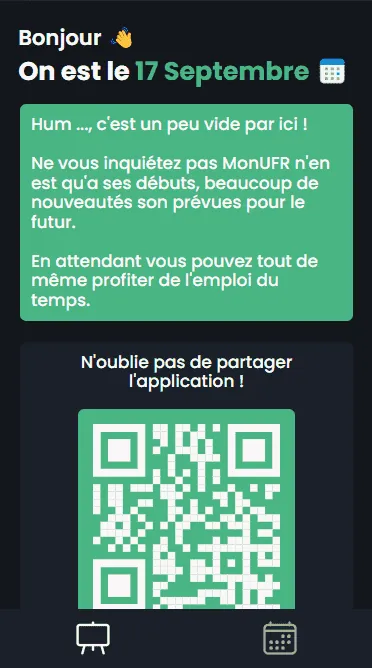 Bonjour 👋
On est le 17 Septembre
Hum ..., c'est un peu vide par ici !
Ne vous inquiétez pas MonUFR n'en
est qu'a ses débuts, beaucoup de
nouveautés son prévues pour le
futur.
En attendant vous pouvez tout de
même profiter de l'emploi du
temps.
N'oublie pas de partager
l'application !